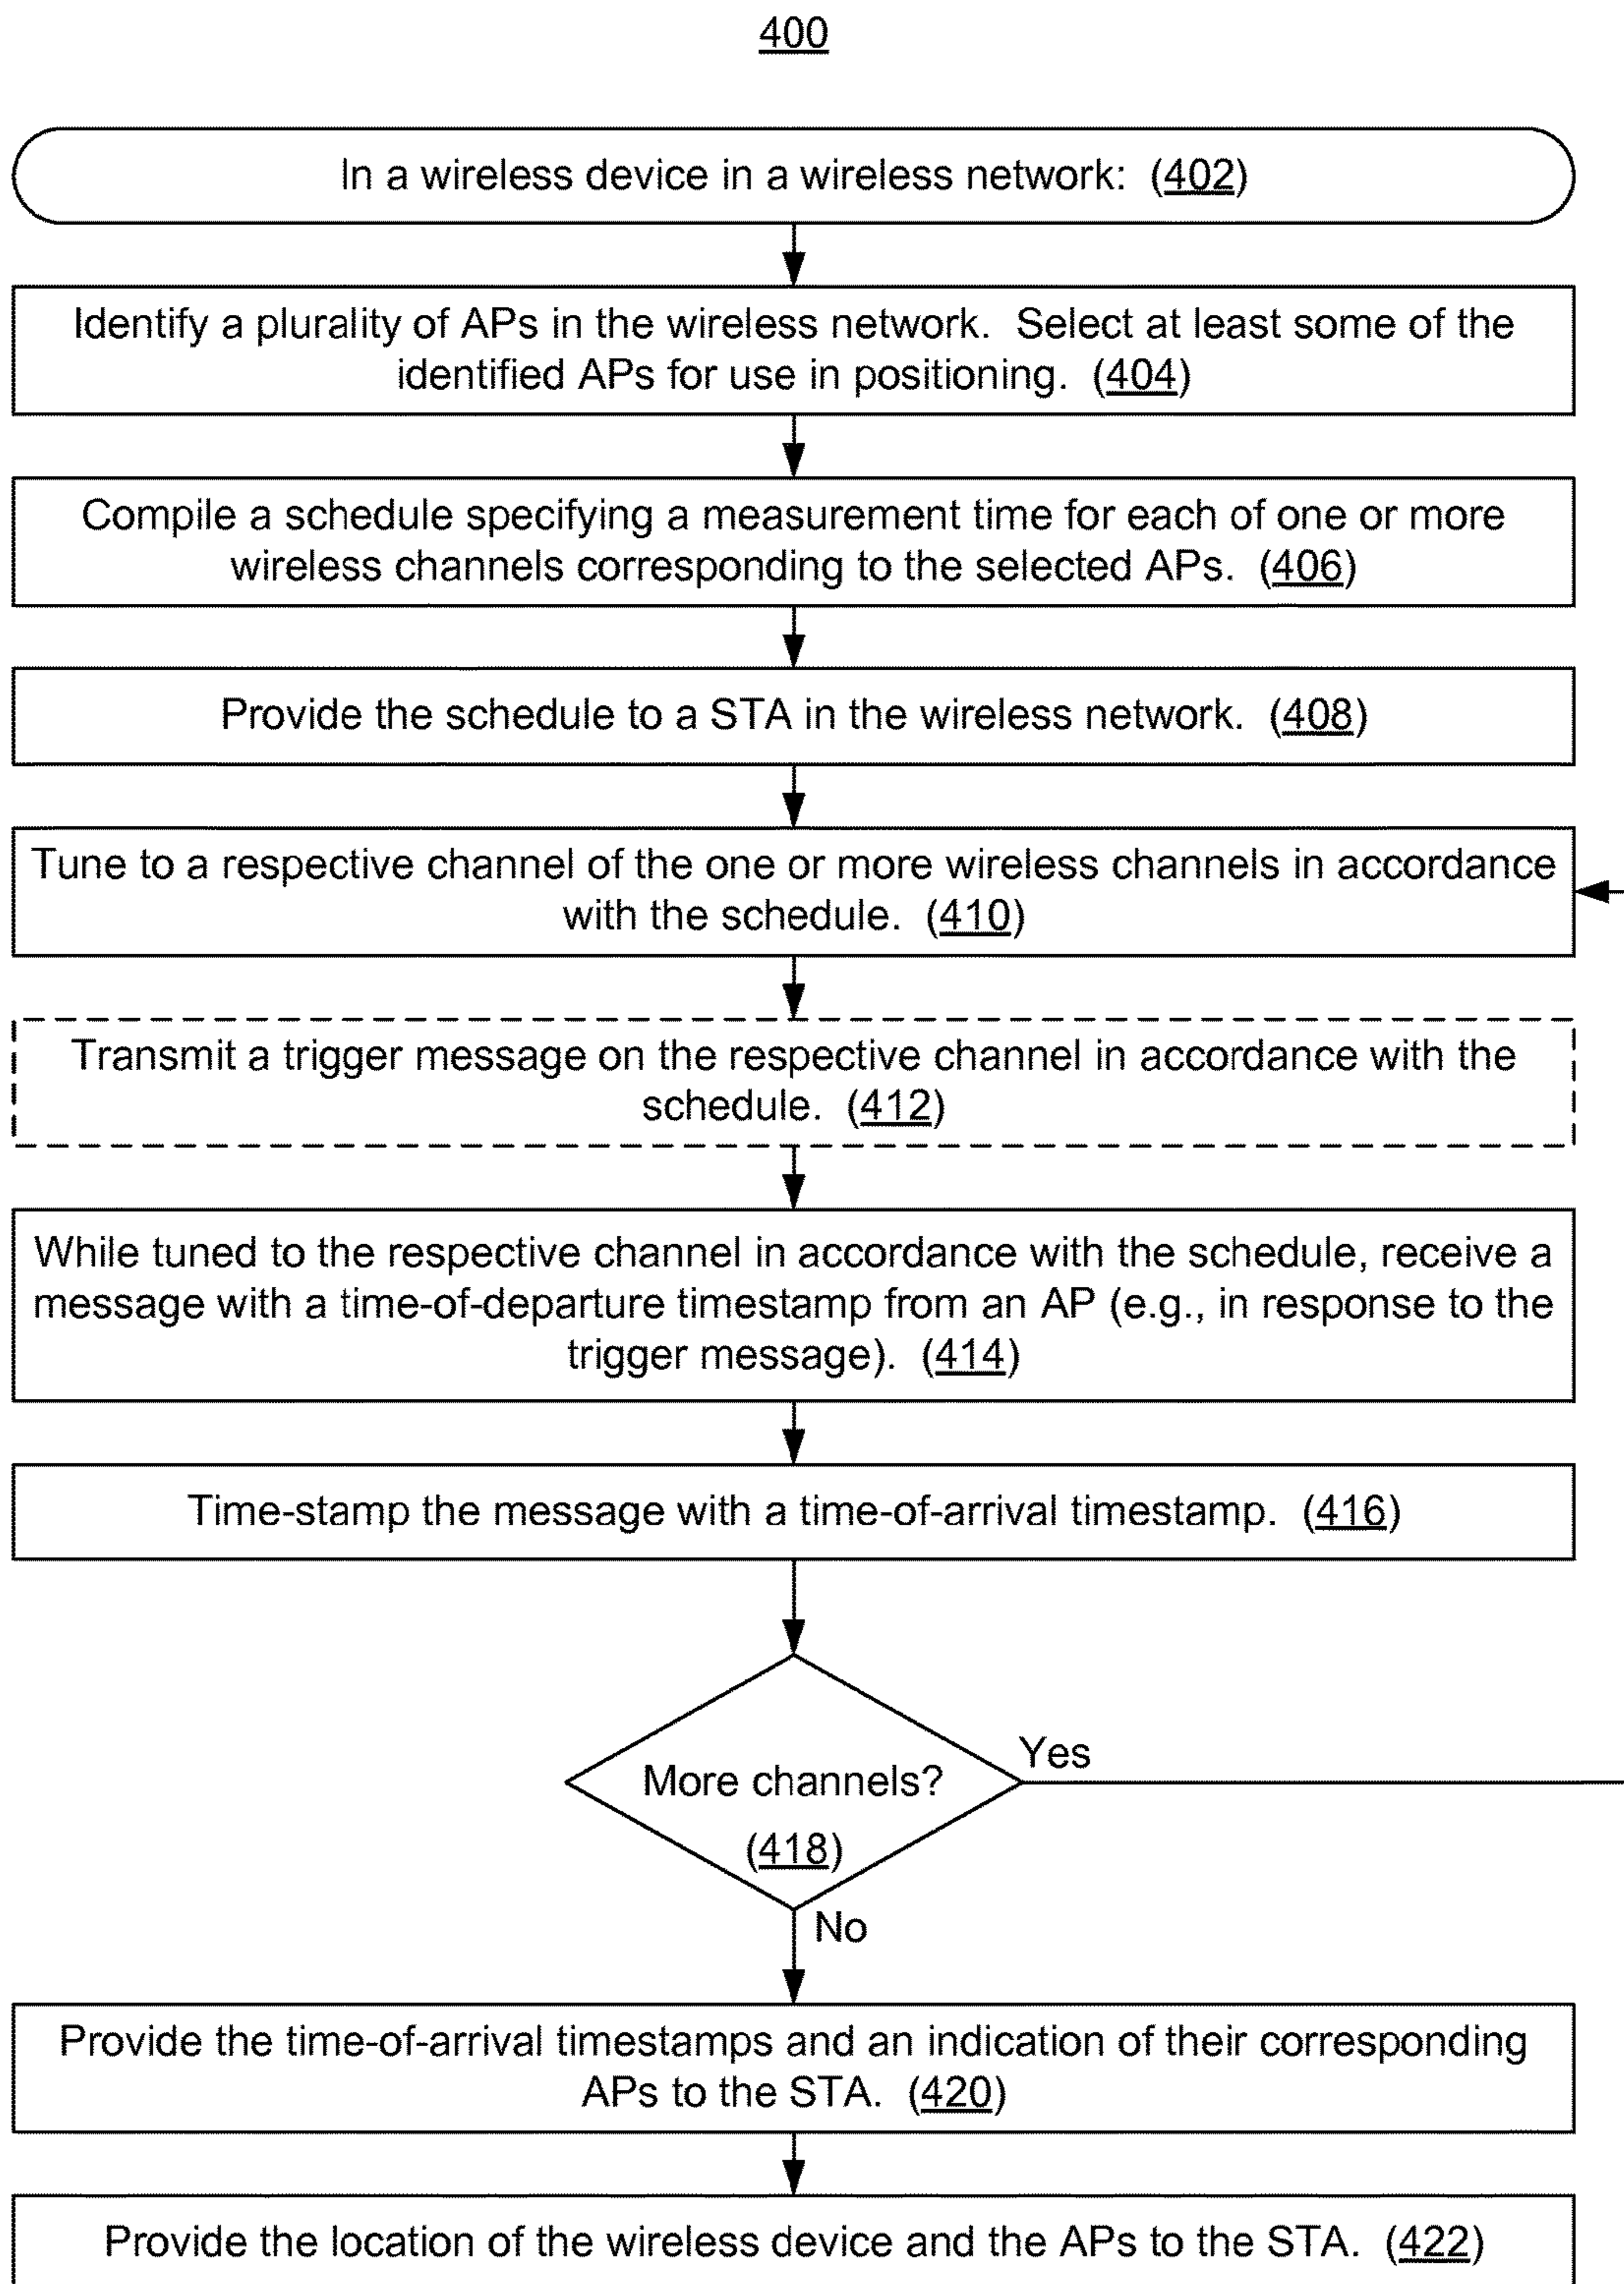 400
In a wireless device in a wireless network: (402)
Identify a plurality of APs in the wireless network. Select at least some of the
identified APs for use in positioning. (404)
Compile a schedule specifying a measurement time for each of one or more
wireless channels corresponding to the selected APs. (406)
Provide the schedule to a STA in the wireless network. (408)
Tune to a respective channel of the one or more wireless channels in accordance
with the schedule. (410)
Transmit a trigger message on the respective channel in accordance with the
schedule. (412)
While tuned to the respective channel in accordance with the schedule, receive a
message with a time-of-departure timestamp from an AP (e.g., in response to the
trigger message). (414)
Time-stamp the message with a time-of-arrival timestamp. (416)
Yes
More channels?
(418)
No
Provide the time-of-arrival timestamps and an indication of their corresponding
APs to the STA. (420)
Provide the location of the wireless device and the APs to the STA. (422)